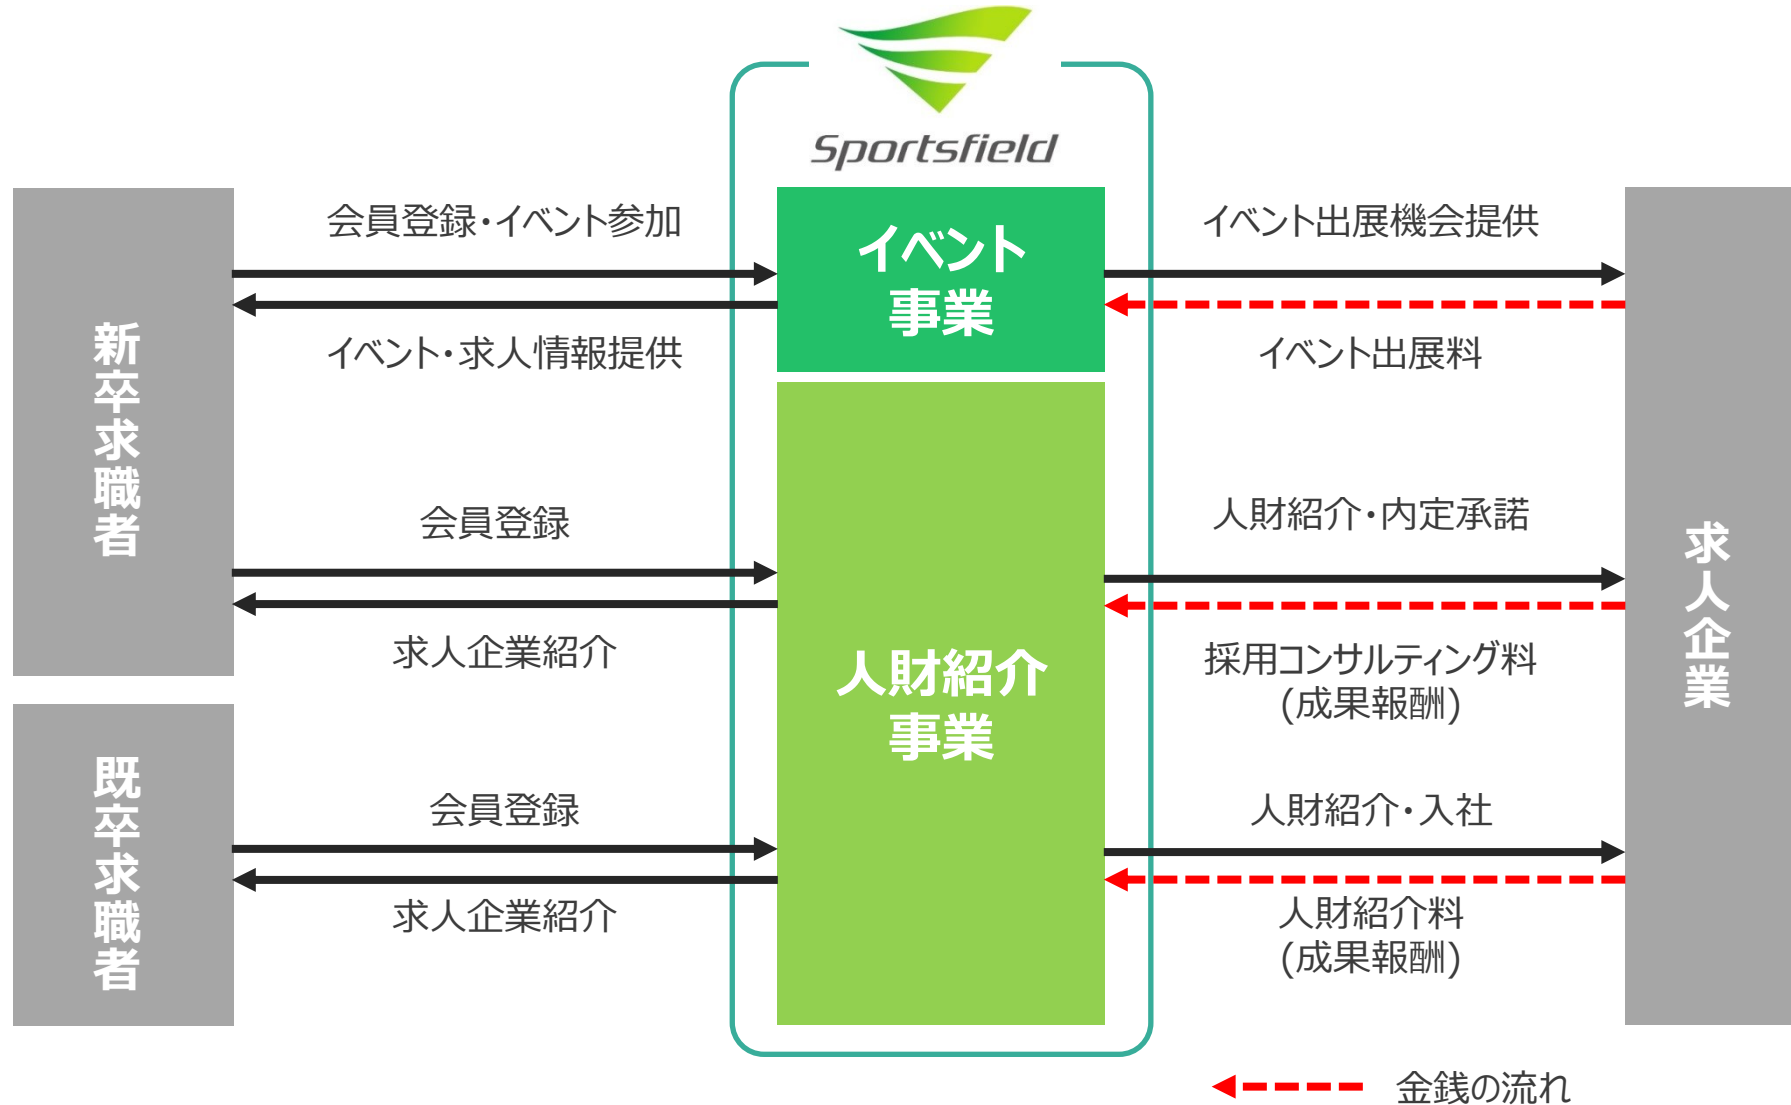 Sportsfield
新卒求職者
既卒求職者
会員登録・イベント参加
イベント・求人情報提供
会員登録
求人企業紹介
会員登録
求人企業紹介
イベント
事業
人財紹介
事業
イベント出展機会提供
イベント出展料
人財紹介・内定承諾
採用コンサルティング料
(成果報酬)
人財紹介・入社
人財紹介料
(成果報酬)
求人企業
金銭の流れ